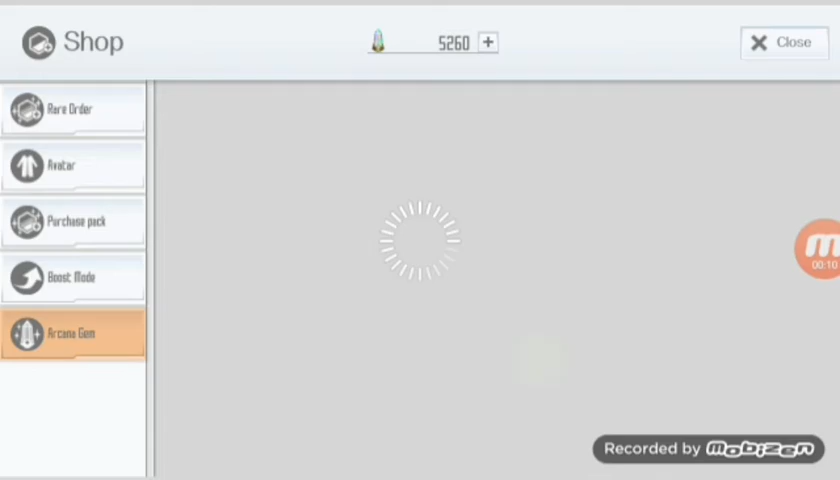 Shop
5260
Close
Rare Order
Avatar
Purchase pack
Boost Mode
Arcana Gem
00:10
Recorded by mobizen